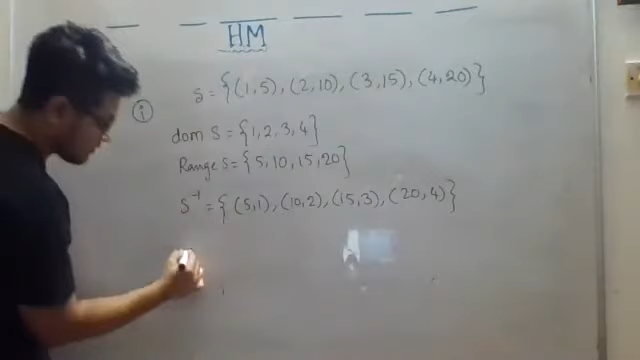 HM
(i) S = {(1,5), (2,10), (3,15), (4,20)}
dom S = {1, 2, 3, 4}
Range S = {5, 10, 15, 20}
S⁻¹ = {(5,1), (10,2), (15,3), (20,4)}